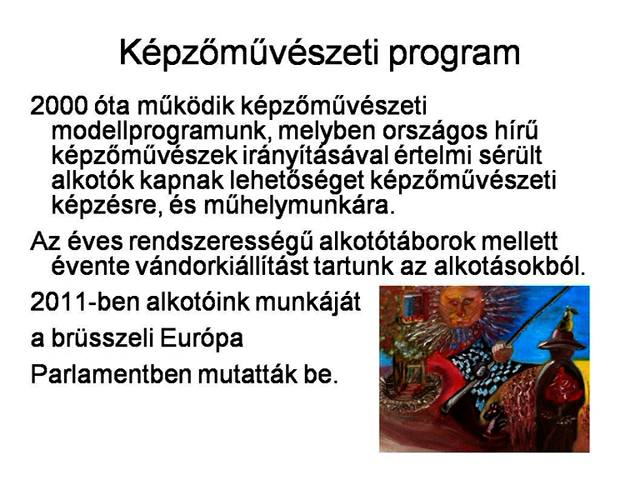 Képzőművészeti program
2000 óta működik képzőművészeti
modellprogramunk, melyben országos hírű
képzőművészek irányításával értelmi sérült
alkotók kapnak lehetőséget képzőművészeti
képzésre, és műhelymunkára.
Az éves rendszerességű alkotótáborok mellett
évente vándorkiállítást tartunk az alkotásokból.
2011-ben alkotóink munkáját
a brüsszeli Európa
Parlamentben mutatták be.